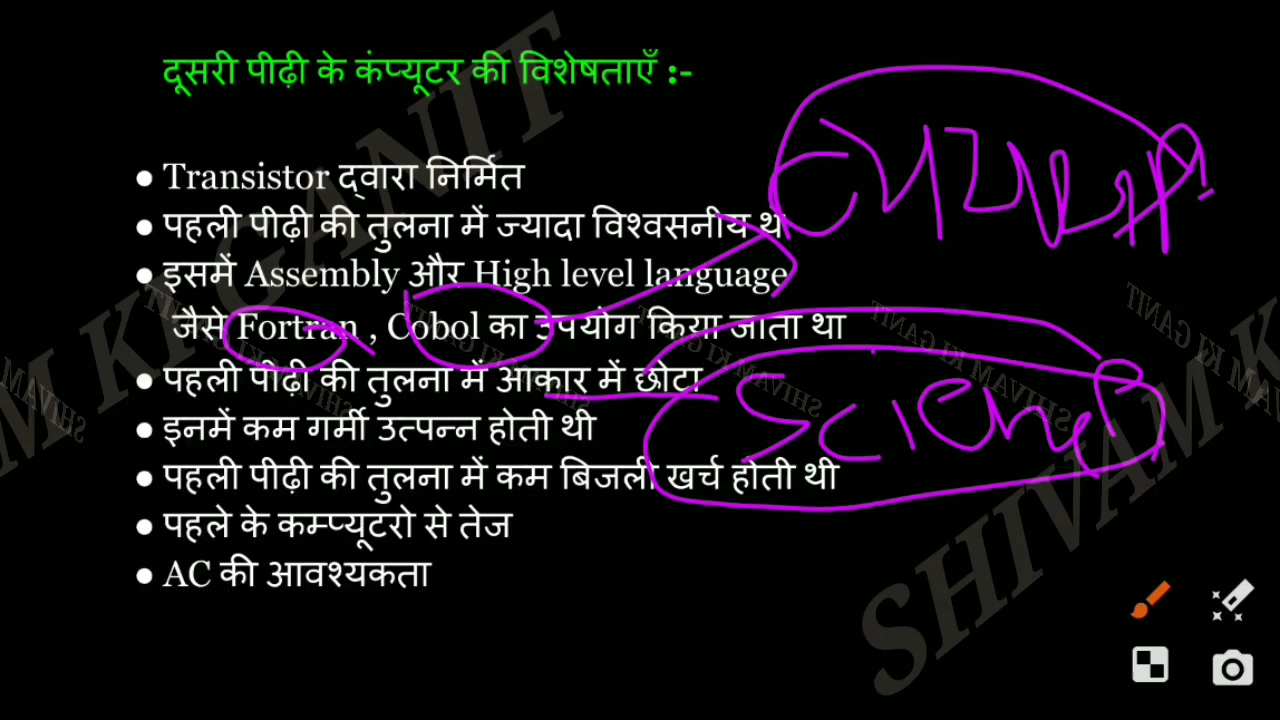 दूसरी पीढ़ी के कंप्यूटर की विशेषताएँ :-
● Transistor द्वारा निर्मित
● पहली पीढ़ी की तुलना में ज्यादा विश्वसनीय थे
● इसमें Assembly और High level language
जैसे Fortran , Cobol का उपयोग किया जाता था
● पहली पीढ़ी की तुलना में आकार में छोटा
● इनमें कम गर्मी उत्पन्न होती थी
● पहली पीढ़ी की तुलना में कम बिजली खर्च होती थी
● पहले के कम्प्यूटरो से तेज
● AC की आवश्यकता
SHIVAM KI GANIT